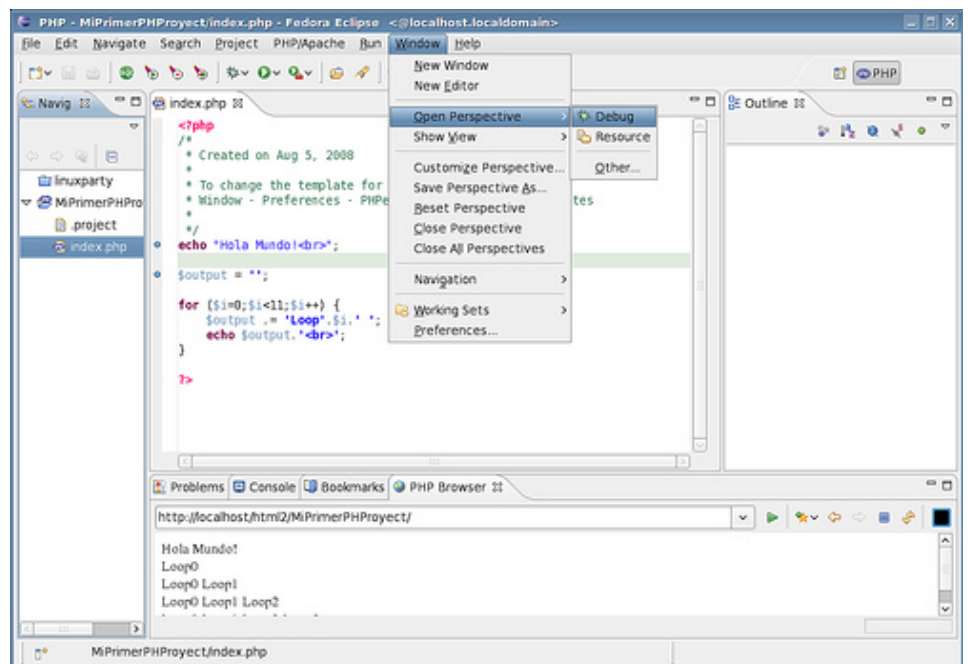 PHP - MiPrimerPHProyect/index.php - Fedora Eclipse <@localhost.localdomain>
File Edit Navigate Search Project PHP/Apache Run Window Help
PHP
New Window
New Editor
Open Perspective
Show View
Customize Perspective...
Save Perspective As...
Reset Perspective
Close Perspective
Close All Perspectives
Navigation
Working Sets
Preferences...
Debug
Resource
Other...
Navig
linuxparty
MiPrimerPHPro
.project
index.php
index.php
<?php
/*
* Created on Aug 5, 2008
*
* To change the template for
* Window - Preferences - PHPe tes
*
*/
echo "Hola Mundo!<br>";
$output = "";
for ($i=0;$i<11;$i++) {
$output .= "Loop".$i." ";
echo $output."<br>";
}
?>
Outline
Problems Console Bookmarks PHP Browser
http://localhost/html2/MiPrimerPHProyect/
Hola Mundo!
Loop0
Loop0 Loop1
Loop0 Loop1 Loop2
MiPrimerPHProyect/index.php